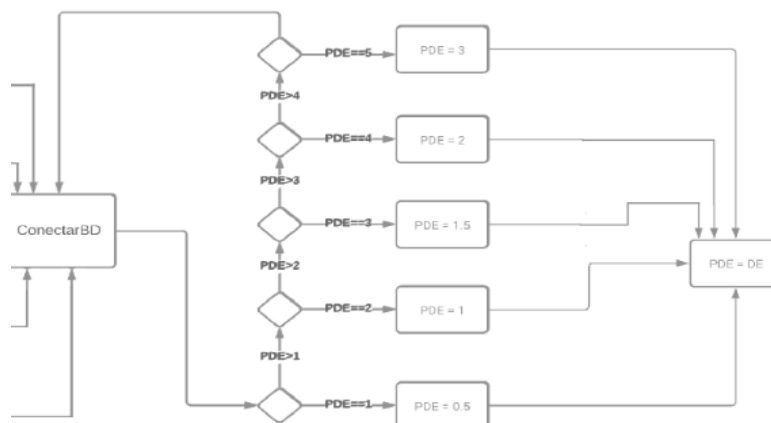 PDE==5
PDE = 3
PDE>4
PDE==4
PDE = 2
PDE>3
ConectarBD
PDE==3
PDE = 1.5
PDE>2
PDE = DE
PDE==2
PDE = 1
PDE>1
PDE==1
PDE = 0.5